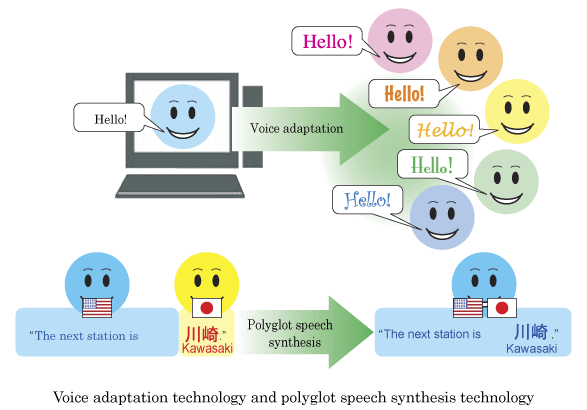 Hello!
Hello!
Hello!
Hello!
Hello!
Hello!
Voice adaptation
"The next station is
川崎."
Kawasaki
Polyglot speech
synthesis
"The next station is 川崎."
Kawasaki
Voice adaptation technology and polyglot speech synthesis technology